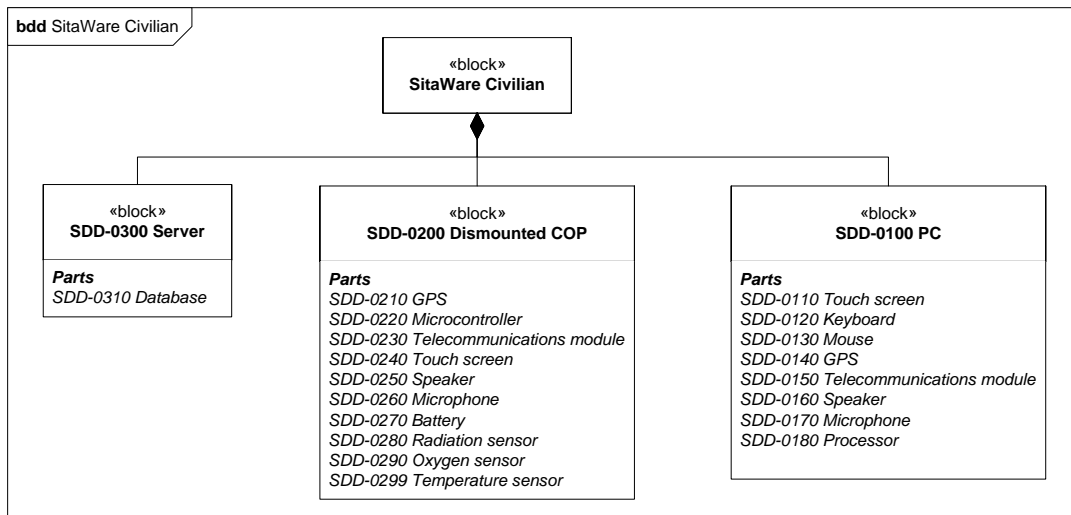 bdd SitaWare Civilian
«block»
SitaWare Civilian
«block»
SDD-0300 Server
Parts
SDD-0310 Database
«block»
SDD-0200 Dismounted COP
Parts
SDD-0210 GPS
SDD-0220 Microcontroller
SDD-0230 Telecommunications module
SDD-0240 Touch screen
SDD-0250 Speaker
SDD-0260 Microphone
SDD-0270 Battery
SDD-0280 Radiation sensor
SDD-0290 Oxygen sensor
SDD-0299 Temperature sensor
«block»
SDD-0100 PC
Parts
SDD-0110 Touch screen
SDD-0120 Keyboard
SDD-0130 Mouse
SDD-0140 GPS
SDD-0150 Telecommunications module
SDD-0160 Speaker
SDD-0170 Microphone
SDD-0180 Processor